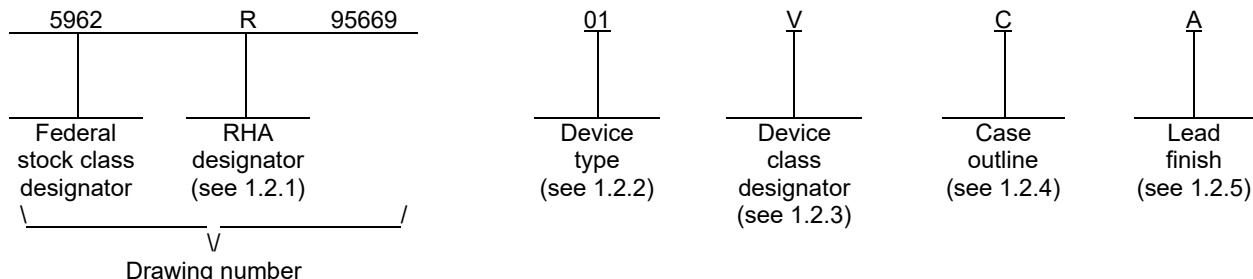 5962 R 95669 01 V C A
Federal stock class designator
RHA designator (see 1.2.1)
Device type (see 1.2.2)
Device class designator (see 1.2.3)
Case outline (see 1.2.4)
Lead finish (see 1.2.5)
Drawing number